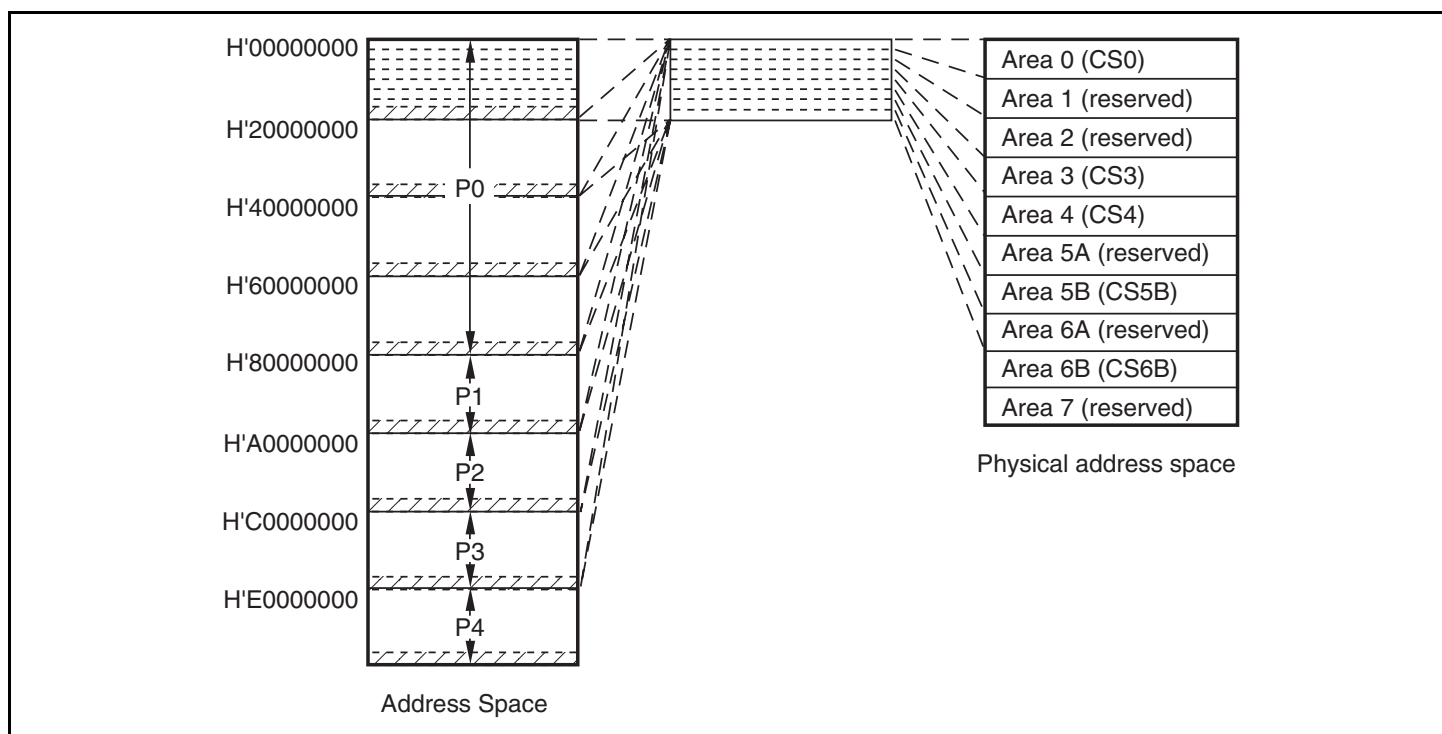 H'00000000
H'20000000
H'40000000
H'60000000
H'80000000
H'A0000000
H'C0000000
H'E0000000
P0
P1
P2
P3
P4
Address Space
Area 0 (CS0)
Area 1 (reserved)
Area 2 (reserved)
Area 3 (CS3)
Area 4 (CS4)
Area 5A (reserved)
Area 5B (CS5B)
Area 6A (reserved)
Area 6B (CS6B)
Area 7 (reserved)
Physical address space